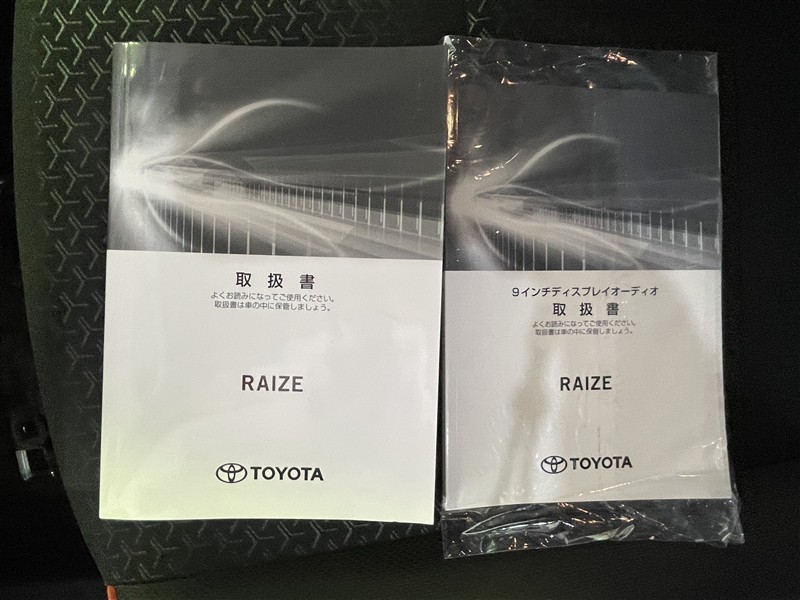 取扱書
よくお読みになってご使用ください。
取扱書は車の中に保管しましょう。
RAIZE
TOYOTA
9インチディスプレイオーディオ
取扱書
よくお読みになってご使用ください。
取扱書は車の中に保管しましょう。
RAIZE
TOYOTA